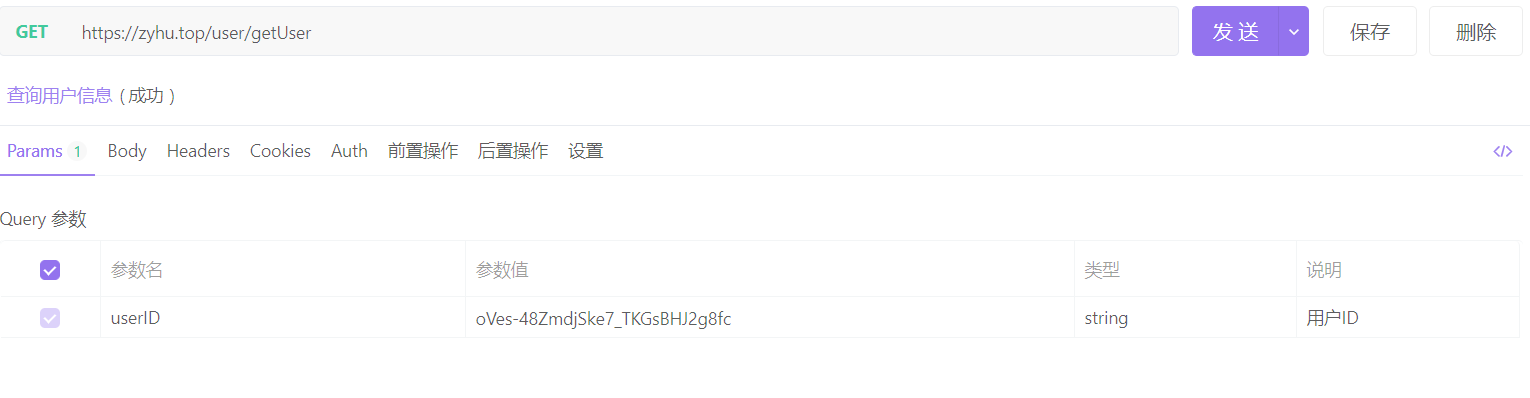 GET https://zyhu.top/user/getUser 发 送 保存 删除
查询用户信息 ( 成功 )
Params 1 Body Headers Cookies Auth 前置操作 后置操作 设置 </>
Query 参数
参数名 参数值 类型 说明
userID oVes-48ZmdjSke7_TKGsBHJ2g8fc string 用户ID